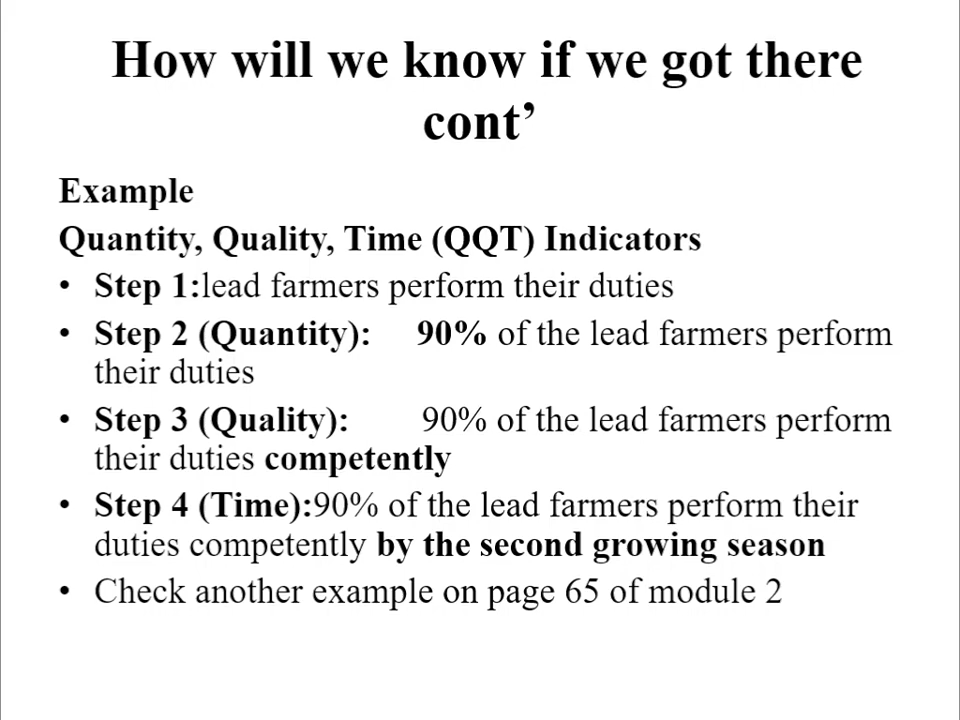 How will we know if we got there
cont’
Example
Quantity, Quality, Time (QQT) Indicators
• Step 1:lead farmers perform their duties
• Step 2 (Quantity): 90% of the lead farmers perform
their duties
• Step 3 (Quality): 90% of the lead farmers perform
their duties competently
• Step 4 (Time):90% of the lead farmers perform their
duties competently by the second growing season
• Check another example on page 65 of module 2